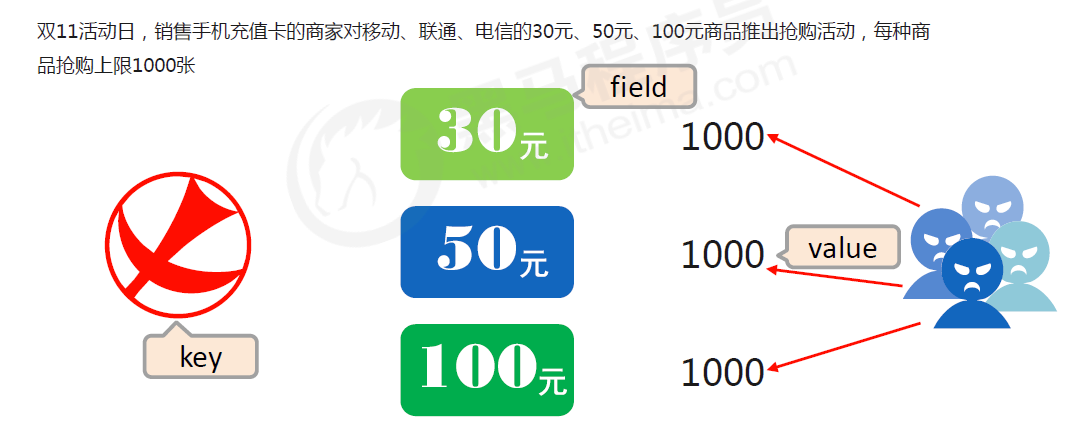 双11活动日，销售手机充值卡的商家对移动、联通、电信的30元、50元、100元商品推出抢购活动，每种商
品抢购上限1000张
field
30元
1000
50元
1000
value
key
100元
1000